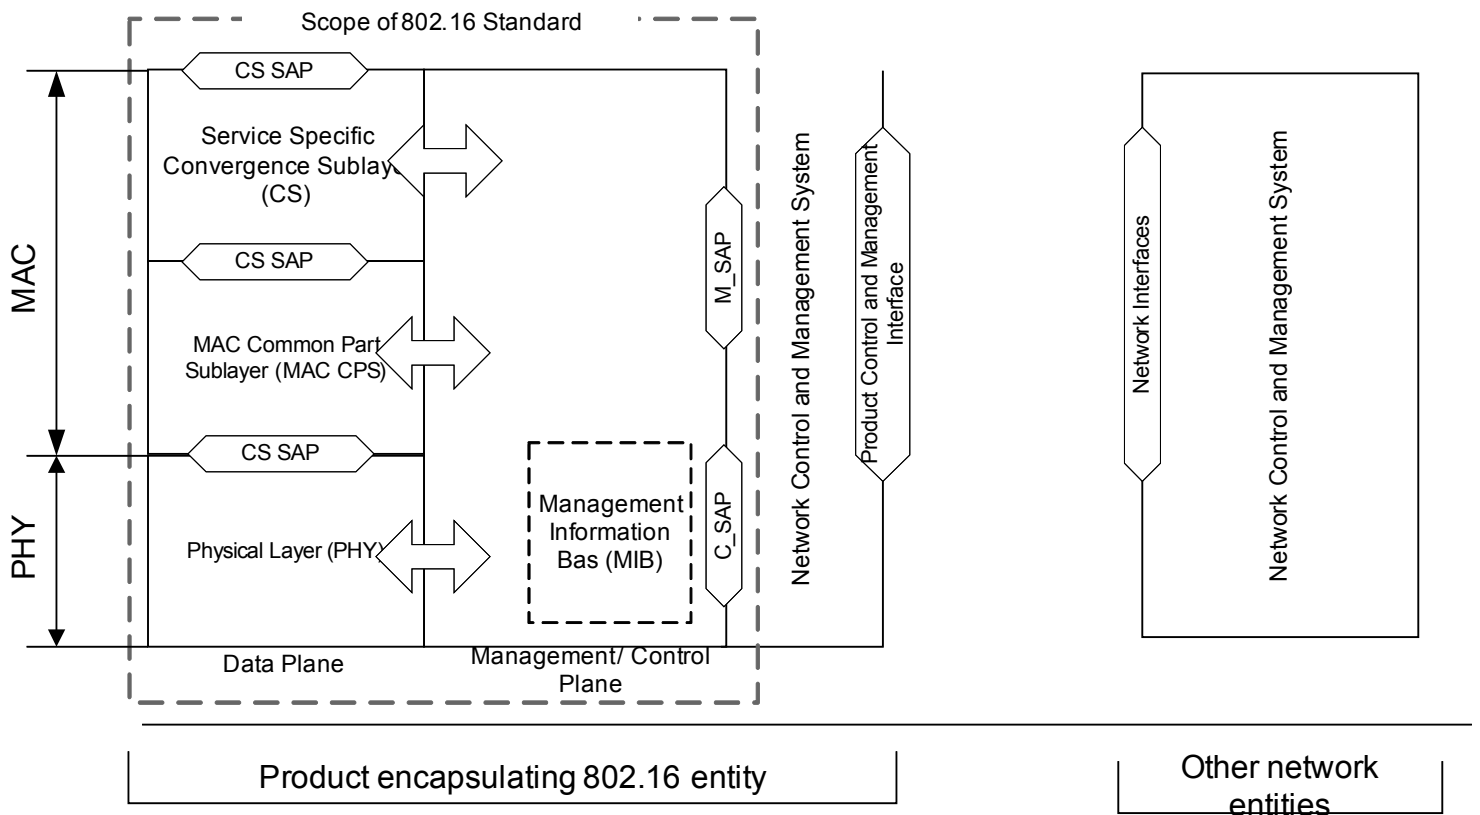 Scope of 802.16 Standard
CS SAP
Service Specific
Convergence Sublaye
(CS)
CS SAP
MAC Common Part
Sublayer (MAC CPS)
CS SAP
Physical Layer (PHY)
Data Plane
MAC
PHY
Management
Information
Bas (MIB)
Management/ Control
Plane
M_SAP
C_SAP
Network Control and Management System
Product Control and Management
Interface
Network Interfaces
Network Control and Management System
Product encapsulating 802.16 entity
Other network
entities